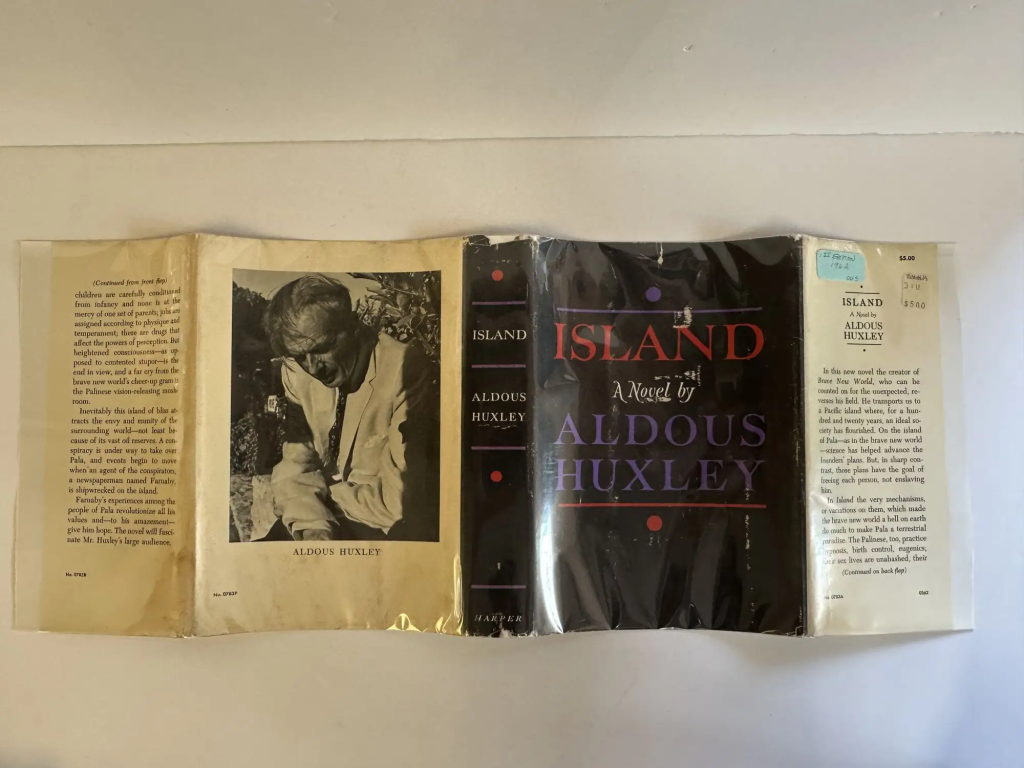 (Continued from front flap)
children are carefully conditioned
from infancy and none is at the
mercy of one set of parents; jobs are
assigned according to physique and
temperament; there are drugs that
affect the powers of perception. But
heightened consciousness—as op-
posed to contented stupor—is the
end in view, and a far cry from the
brave new world's cheer-up gram is
the Palinese vision-releasing mush-
room.
Inevitably this island of bliss at-
tracts the envy and enmity of the
surrounding world—not least be-
cause of its vast oil reserves. A con-
spiracy is under way to take over
Pala, and events begin to move
when an agent of the conspirators,
a newspaperman named Farnaby,
is shipwrecked on the island.
Farnaby's experiences among the
people of Pala revolutionize all his
values and—to his amazement—
give him hope. The novel will fasci-
nate Mr. Huxley's large audience.
No. 0782B
ALDOUS HUXLEY
No. 0783P
ISLAND
ALDOUS
HUXLEY
HARPER
ISLAND
A Novel by
ALDOUS
HUXLEY
1st Edition
1962
$5.00
ISLAND
A Novel by
ALDOUS
HUXLEY
In this new novel the creator of
Brave New World, who can be
counted on for the unexpected, re-
verses his field. He transports us to
a Pacific island where, for a hun-
dred and twenty years, an ideal so-
ciety has flourished. On the island
of Pala—as in the brave new world
—science has helped advance the
founders' plans. But, in sharp con-
trast, those plans have the goal of
freeing each person, not enslaving
him.
In Island the very mechanisms,
or variations on them, which made
the brave new world a hell on earth
do much to make Pala a terrestrial
paradise. The Palinese, too, practice
hypnosis, birth control, eugenics;
their sex lives are unabashed, their
(Continued on back flap)
No. 0782A
0362